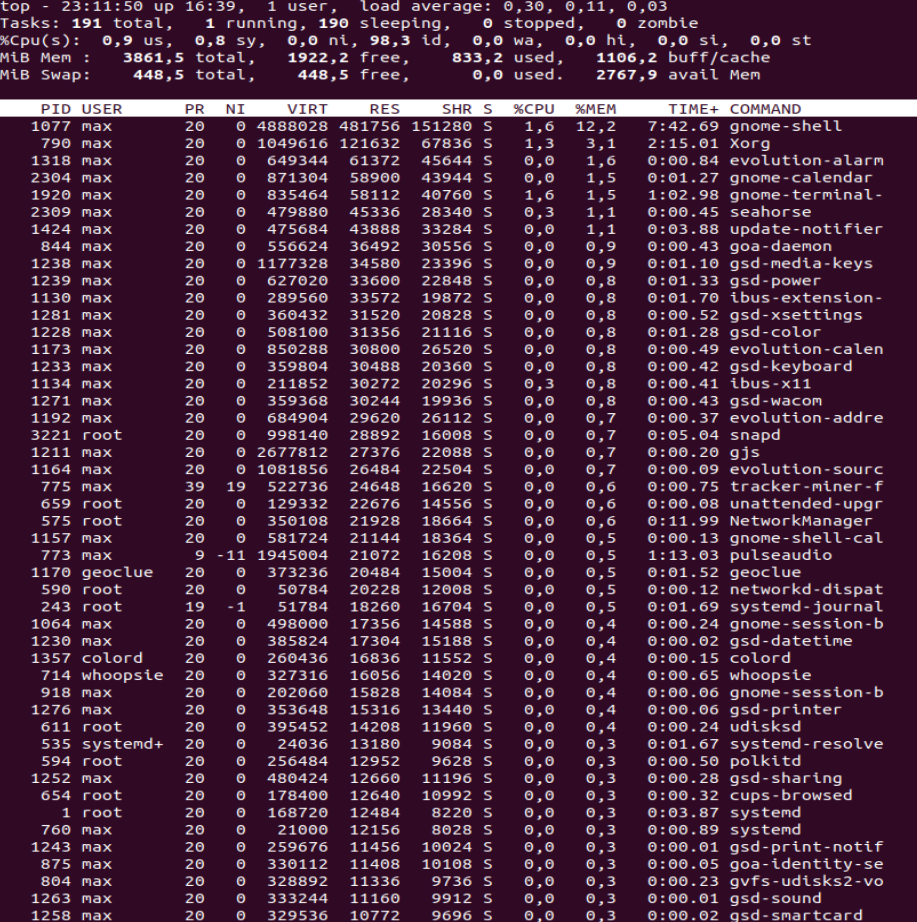 top - 23:11:50 up 16:39,  1 user,  load average: 0,30, 0,11, 0,03
Tasks: 191 total,   1 running, 190 sleeping,   0 stopped,   0 zombie
%Cpu(s):  0,9 us,  0,8 sy,  0,0 ni, 98,3 id,  0,0 wa,  0,0 hi,  0,0 si,  0,0 st
MiB Mem :   3861,5 total,   1922,2 free,    833,2 used,   1106,2 buff/cache
MiB Swap:    448,5 total,    448,5 free,      0,0 used.   2767,9 avail Mem
PID USER PR NI VIRT RES SHR S %CPU %MEM TIME+ COMMAND
1077 max 20 0 4888028 481756 151280 S 1,6 12,2 7:42.69 gnome-shell
790 max 20 0 1049616 121632 67836 S 1,3 3,1 2:15.01 Xorg
1318 max 20 0 649344 61372 45644 S 0,0 1,6 0:00.84 evolution-alarm
2304 max 20 0 871304 58900 43944 S 0,0 1,5 0:01.27 gnome-calendar
1920 max 20 0 835464 58112 40760 S 1,6 1,5 1:02.98 gnome-terminal-
2309 max 20 0 479880 45336 28340 S 0,3 1,1 0:00.45 seahorse
1424 max 20 0 475684 43888 33284 S 0,0 1,1 0:03.88 update-notifier
844 max 20 0 556624 36492 30556 S 0,0 0,9 0:00.43 goa-daemon
1238 max 20 0 1177328 34580 23396 S 0,0 0,9 0:01.10 gsd-media-keys
1239 max 20 0 627020 33600 22848 S 0,0 0,8 0:01.33 gsd-power
1130 max 20 0 289560 33572 19872 S 0,0 0,8 0:01.70 ibus-extension-
1281 max 20 0 360432 31520 20828 S 0,0 0,8 0:00.52 gsd-xsettings
1228 max 20 0 508100 31356 21116 S 0,0 0,8 0:01.28 gsd-color
1173 max 20 0 850288 30800 26520 S 0,0 0,8 0:00.49 evolution-calen
1233 max 20 0 359804 30488 20360 S 0,0 0,8 0:00.42 gsd-keyboard
1134 max 20 0 211852 30272 20296 S 0,3 0,8 0:00.41 ibus-x11
1271 max 20 0 359368 30244 19936 S 0,0 0,8 0:00.43 gsd-wacom
1192 max 20 0 684904 29620 26112 S 0,0 0,7 0:00.37 evolution-addre
3221 root 20 0 998140 28892 16008 S 0,0 0,7 0:05.04 snapd
1211 max 20 0 2677812 27376 22088 S 0,0 0,7 0:00.20 gjs
1164 max 20 0 1081856 26484 22504 S 0,0 0,7 0:00.09 evolution-sourc
775 max 39 19 522736 24648 16620 S 0,0 0,6 0:00.75 tracker-miner-f
659 root 20 0 129332 22676 14556 S 0,0 0,6 0:00.08 unattended-upgr
575 root 20 0 350108 21928 18664 S 0,0 0,6 0:11.99 NetworkManager
1157 max 20 0 581724 21144 18364 S 0,0 0,5 0:00.13 gnome-shell-cal
773 max 9 -11 1945004 21072 16208 S 0,0 0,5 1:13.03 pulseaudio
1170 geoclue 20 0 373236 20484 15004 S 0,0 0,5 0:01.52 geoclue
590 root 20 0 50784 20228 12008 S 0,0 0,5 0:00.12 networkd-dispat
243 root 19 -1 51784 18260 16704 S 0,0 0,5 0:01.69 systemd-journal
1064 max 20 0 498000 17356 14588 S 0,0 0,4 0:00.24 gnome-session-b
1230 max 20 0 385824 17304 15188 S 0,0 0,4 0:00.02 gsd-datetime
1357 colord 20 0 260436 16836 11552 S 0,0 0,4 0:00.15 colord
714 whoopsie 20 0 327316 16056 14020 S 0,0 0,4 0:00.65 whoopsie
918 max 20 0 202060 15828 14084 S 0,0 0,4 0:00.06 gnome-session-b
1276 max 20 0 353648 15316 13440 S 0,0 0,4 0:00.06 gsd-printer
611 root 20 0 395452 14208 11960 S 0,0 0,4 0:00.24 udisksd
535 systemd+ 20 0 24036 13180 9084 S 0,0 0,3 0:01.67 systemd-resolve
594 root 20 0 256484 12952 9628 S 0,0 0,3 0:00.50 polkitd
1252 max 20 0 480424 12660 11196 S 0,0 0,3 0:00.28 gsd-sharing
654 root 20 0 178400 12640 10992 S 0,0 0,3 0:00.32 cups-browsed
1 root 20 0 168720 12484 8220 S 0,0 0,3 0:03.87 systemd
760 max 20 0 21000 12156 8028 S 0,0 0,3 0:00.89 systemd
1243 max 20 0 259676 11456 10024 S 0,0 0,3 0:00.01 gsd-print-notif
875 max 20 0 330112 11408 10108 S 0,0 0,3 0:00.05 goa-identity-se
804 max 20 0 328892 11336 9736 S 0,0 0,3 0:00.23 gvfs-udisks2-vo
1263 max 20 0 333244 11160 9912 S 0,0 0,3 0:00.01 gsd-sound
1258 max 20 0 329536 10772 9696 S 0,0 0,3 0:00.02 gsd-smartcard